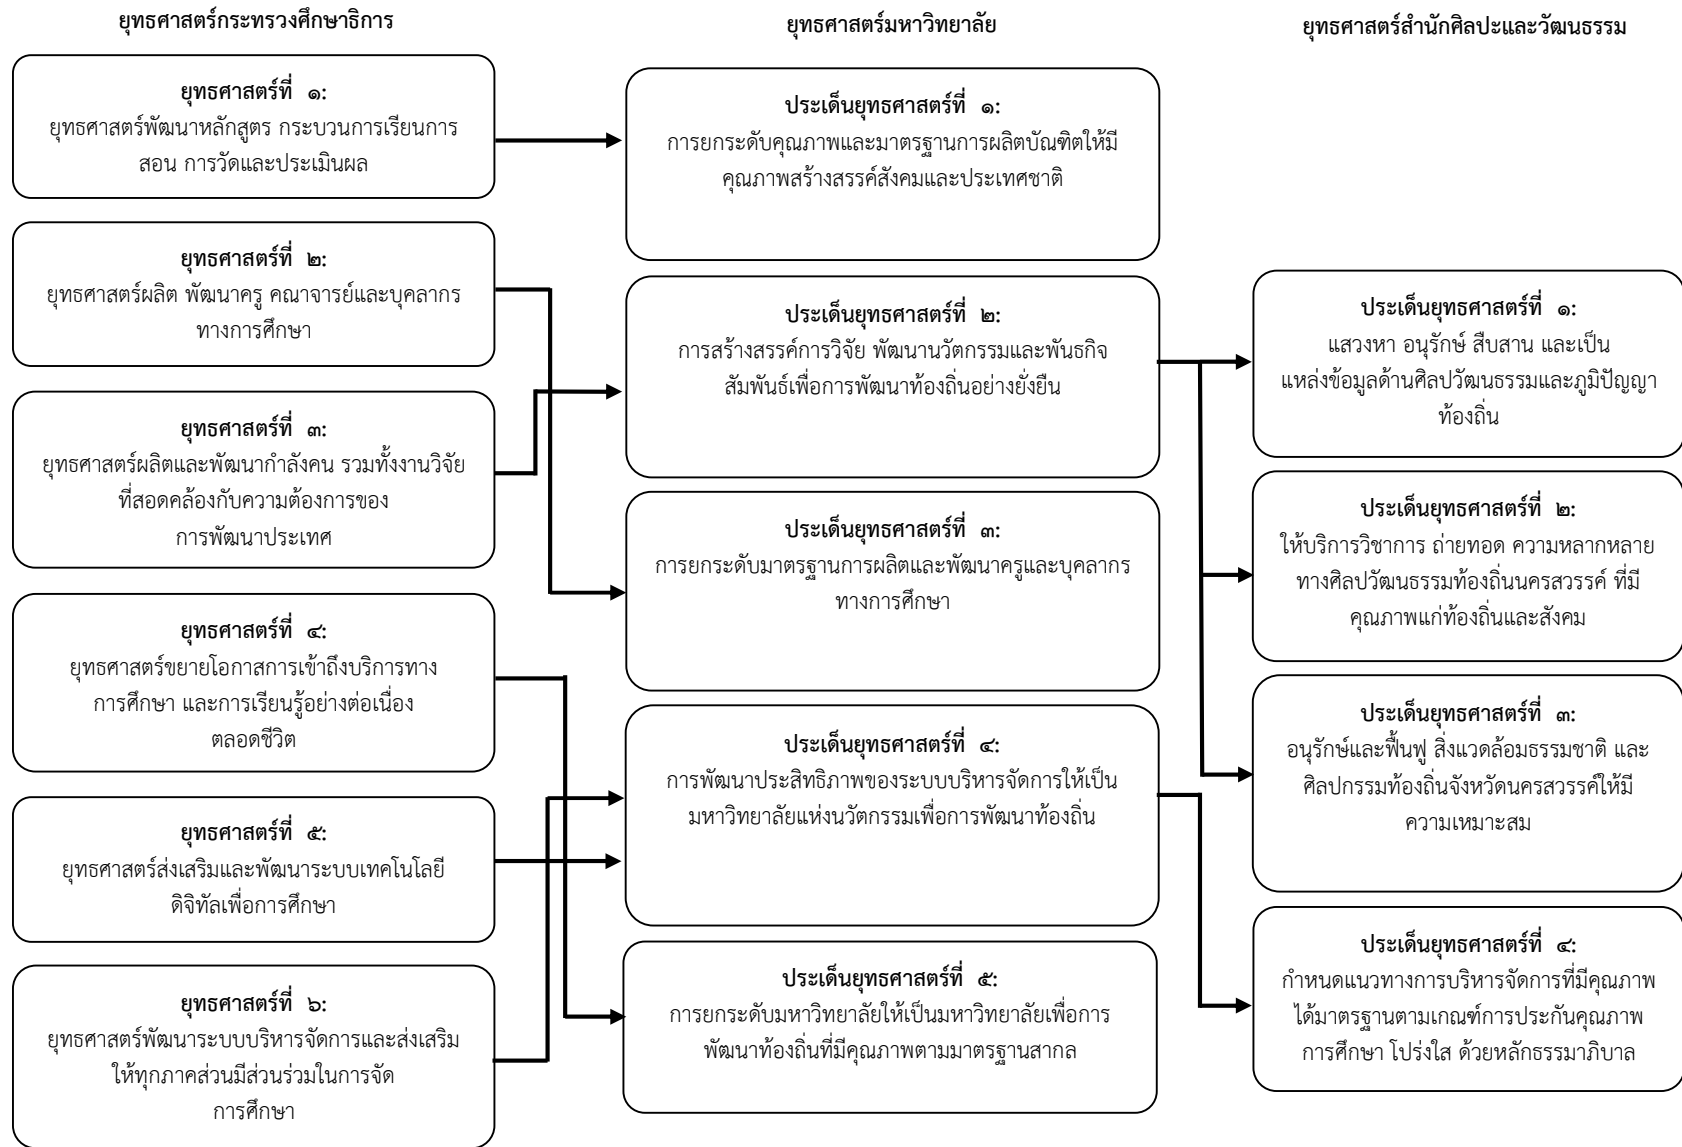 ยุทธศาสตร์กระทรวงศึกษาธิการ
ยุทธศาสตร์ที่ ๑:
ยุทธศาสตร์พัฒนาหลักสูตร กระบวนการเรียนการ
สอน การวัดและประเมินผล
ยุทธศาสตร์ที่ ๒:
ยุทธศาสตร์ผลิต พัฒนาครู คณาจารย์และบุคลากร
ทางการศึกษา
ยุทธศาสตร์ที่ ๓:
ยุทธศาสตร์ผลิตและพัฒนากำลังคน รวมทั้งงานวิจัย
ที่สอดคล้องกับความต้องการของ
การพัฒนาประเทศ
ยุทธศาสตร์ที่ ๔:
ยุทธศาสตร์ขยายโอกาสการเข้าถึงบริการทาง
การศึกษา และการเรียนรู้อย่างต่อเนื่อง
ตลอดชีวิต
ยุทธศาสตร์ที่ ๕:
ยุทธศาสตร์ส่งเสริมและพัฒนาระบบเทคโนโลยี
ดิจิทัลเพื่อการศึกษา
ยุทธศาสตร์ที่ ๖:
ยุทธศาสตร์พัฒนาระบบบริหารจัดการและส่งเสริม
ให้ทุกภาคส่วนมีส่วนร่วมในการจัด
การศึกษา
ยุทธศาสตร์มหาวิทยาลัย
ประเด็นยุทธศาสตร์ที่ ๑:
การยกระดับคุณภาพและมาตรฐานการผลิตบัณฑิตให้มี
คุณภาพสร้างสรรค์สังคมและประเทศชาติ
ประเด็นยุทธศาสตร์ที่ ๒:
การสร้างสรรค์การวิจัย พัฒนานวัตกรรมและพันธกิจ
สัมพันธ์เพื่อการพัฒนาท้องถิ่นอย่างยั่งยืน
ประเด็นยุทธศาสตร์ที่ ๓:
การยกระดับมาตรฐานการผลิตและพัฒนาครูและบุคลากร
ทางการศึกษา
ประเด็นยุทธศาสตร์ที่ ๔:
การพัฒนาประสิทธิภาพของระบบบริหารจัดการให้เป็น
มหาวิทยาลัยแห่งนวัตกรรมเพื่อการพัฒนาท้องถิ่น
ประเด็นยุทธศาสตร์ที่ ๕:
การยกระดับมหาวิทยาลัยให้เป็นมหาวิทยาลัยเพื่อการ
พัฒนาท้องถิ่นที่มีคุณภาพตามมาตรฐานสากล
ยุทธศาสตร์สำนักศิลปะและวัฒนธรรม
ประเด็นยุทธศาสตร์ที่ ๑:
แสวงหา อนุรักษ์ สืบสาน และเป็น
แหล่งข้อมูลด้านศิลปวัฒนธรรมและภูมิปัญญา
ท้องถิ่น
ประเด็นยุทธศาสตร์ที่ ๒:
ให้บริการวิชาการ ถ่ายทอด ความหลากหลาย
ทางศิลปวัฒนธรรมท้องถิ่นนครสวรรค์ ที่มี
คุณภาพแก่ท้องถิ่นและสังคม
ประเด็นยุทธศาสตร์ที่ ๓:
อนุรักษ์และฟื้นฟู สิ่งแวดล้อมธรรมชาติ และ
ศิลปกรรมท้องถิ่นจังหวัดนครสวรรค์ให้มี
ความเหมาะสม
ประเด็นยุทธศาสตร์ที่ ๔:
กำหนดแนวทางการบริหารจัดการที่มีคุณภาพ
ได้มาตรฐานตามเกณฑ์การประกันคุณภาพ
การศึกษา โปร่งใส ด้วยหลักธรรมาภิบาล